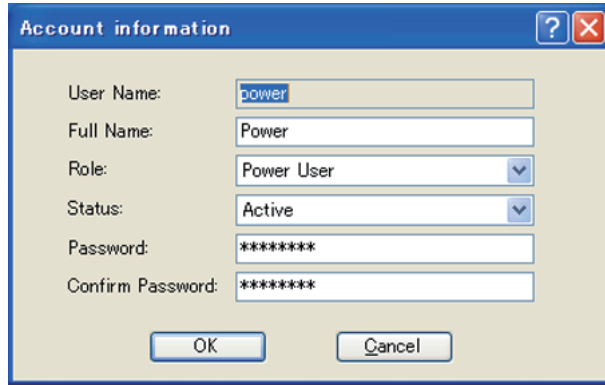 Account information
User Name: power
Full Name: Power
Role: Power User
Status: Active
Password: ********
Confirm Password: ********
OK Cancel